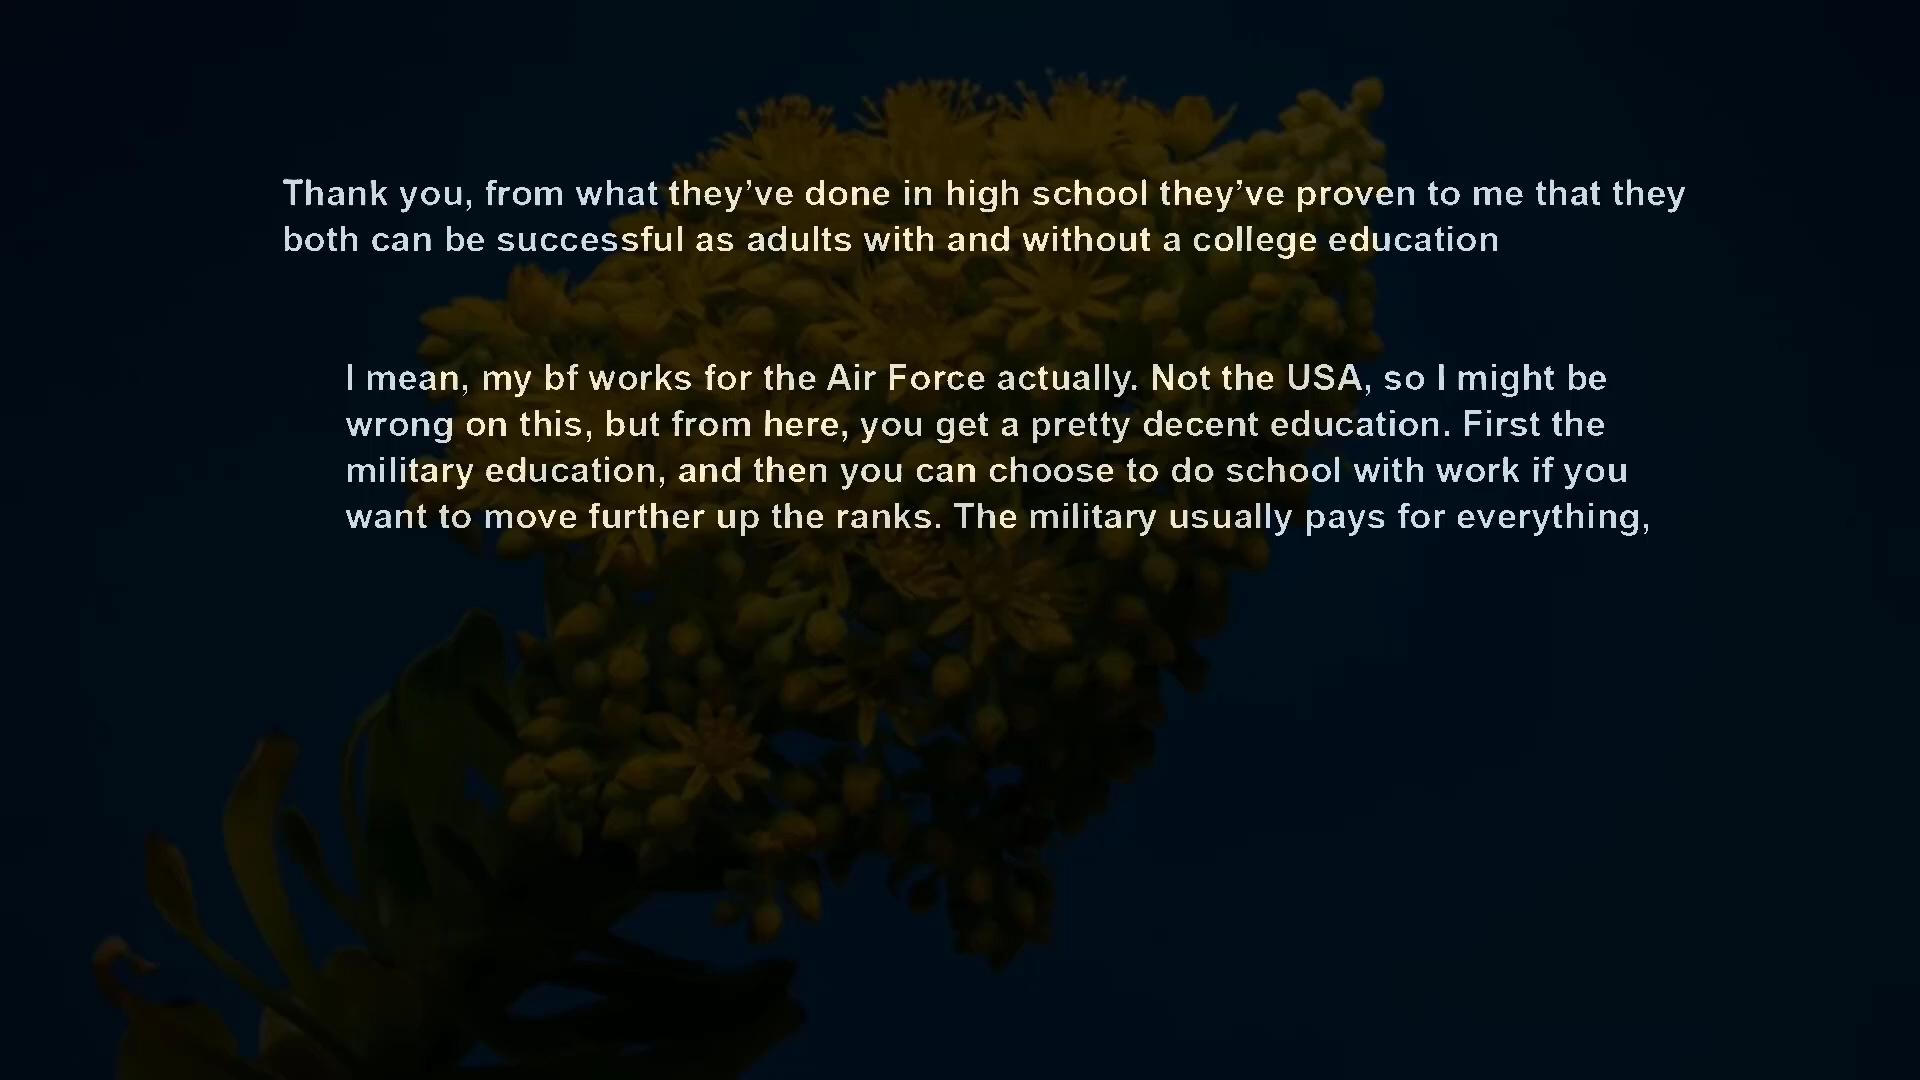 Thank you, from what they’ve done in high school they’ve proven to me that they
both can be successful as adults with and without a college education
I mean, my bf works for the Air Force actually. Not the USA, so I might be
wrong on this, but from here, you get a pretty decent education. First the
military education, and then you can choose to do school with work if you
want to move further up the ranks. The military usually pays for everything,